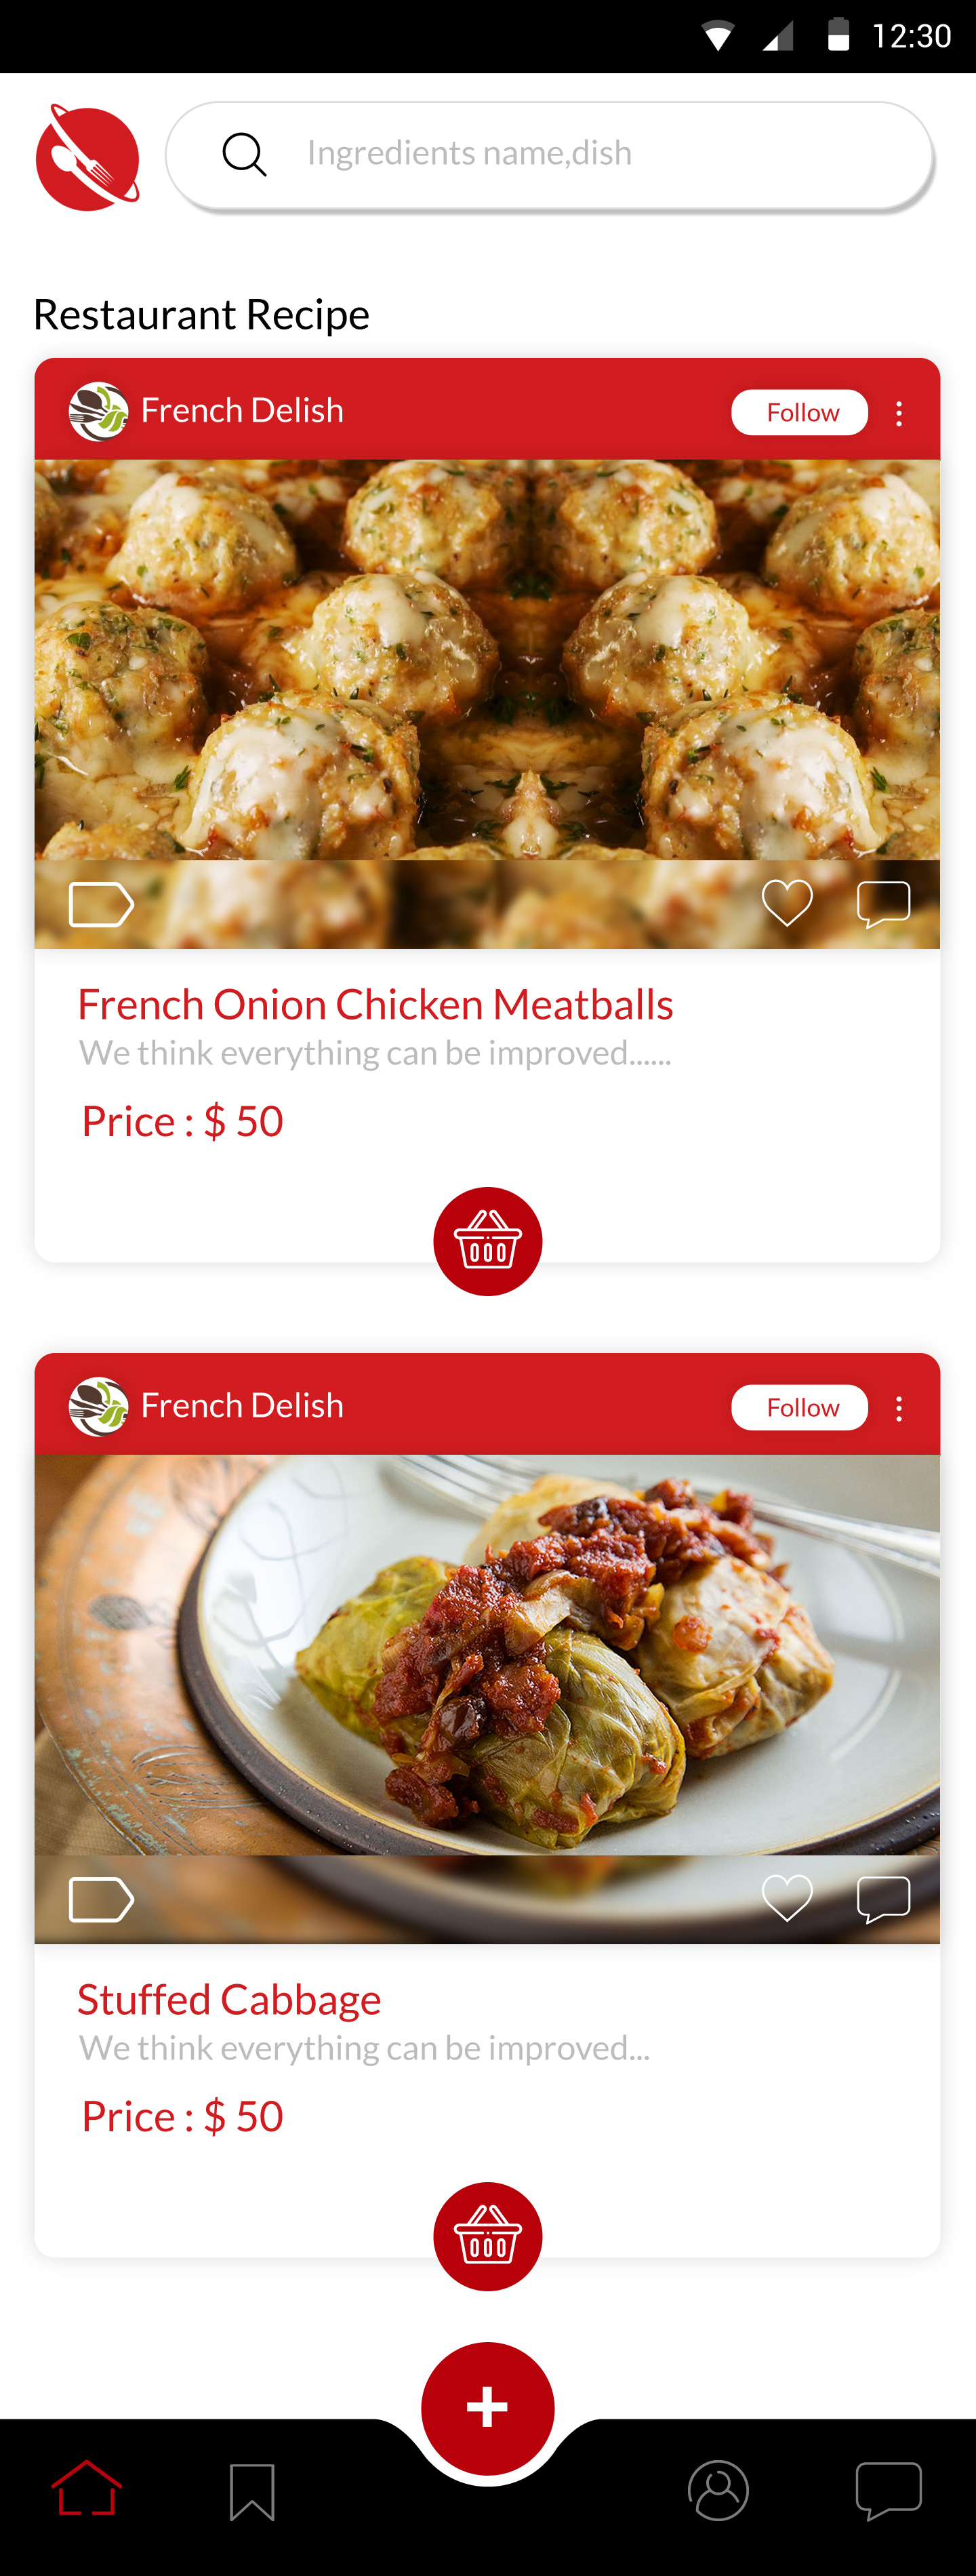 12:30
Ingredients name,dish
Restaurant Recipe
French Delish
Follow
French Onion Chicken Meatballs
We think everything can be improved......
Price : $ 50
French Delish
Follow
Stuffed Cabbage
We think everything can be improved...
Price : $ 50